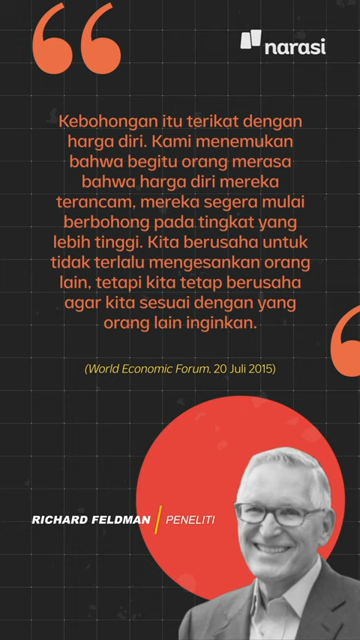 narasi
Kebohongan itu terikat dengan
harga diri. Kami menemukan
bahwa begitu orang merasa
bahwa harga diri mereka
terancam, mereka segera mulai
berbohong pada tingkat yang
lebih tinggi. Kita berusaha untuk
tidak terlalu mengesankan orang
lain, tetapi kita tetap berusaha
agar kita sesuai dengan yang
orang lain inginkan.
(World Economic Forum, 20 Juli 2015)
RICHARD FELDMAN / PENELITI